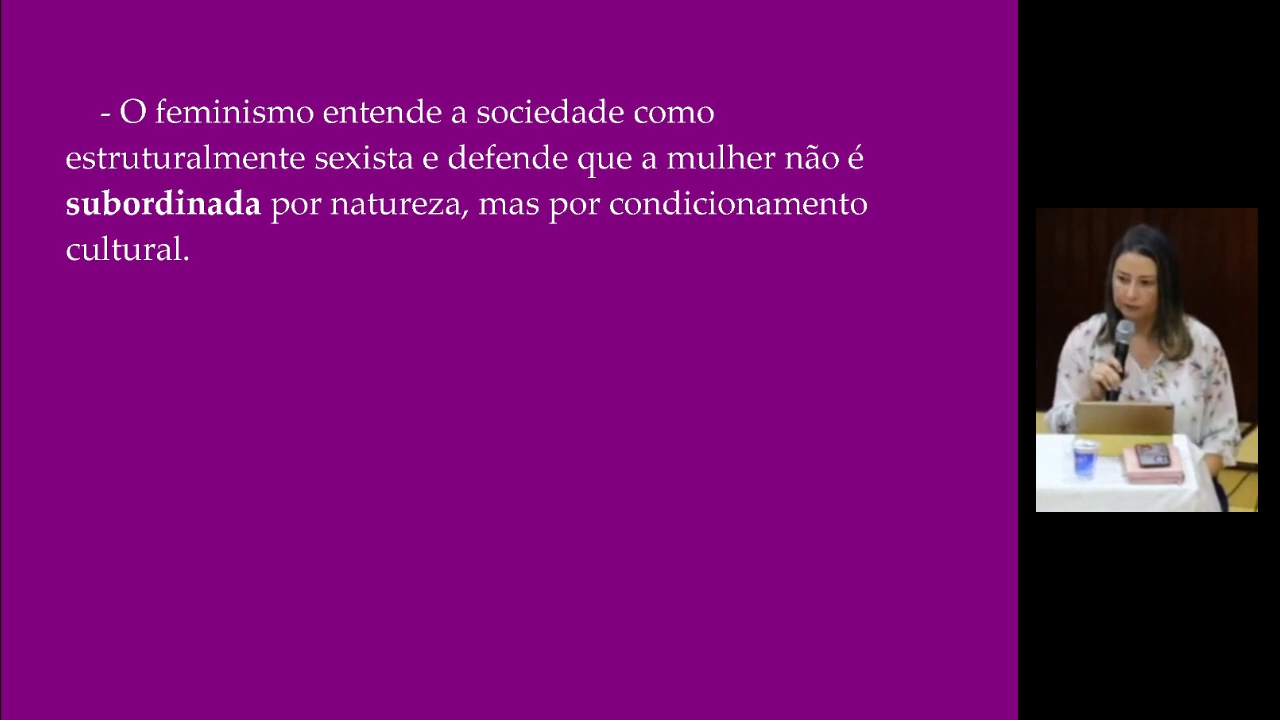 - O feminismo entende a sociedade como
estruturalmente sexista e defende que a mulher não é
subordinada por natureza, mas por condicionamento
cultural.